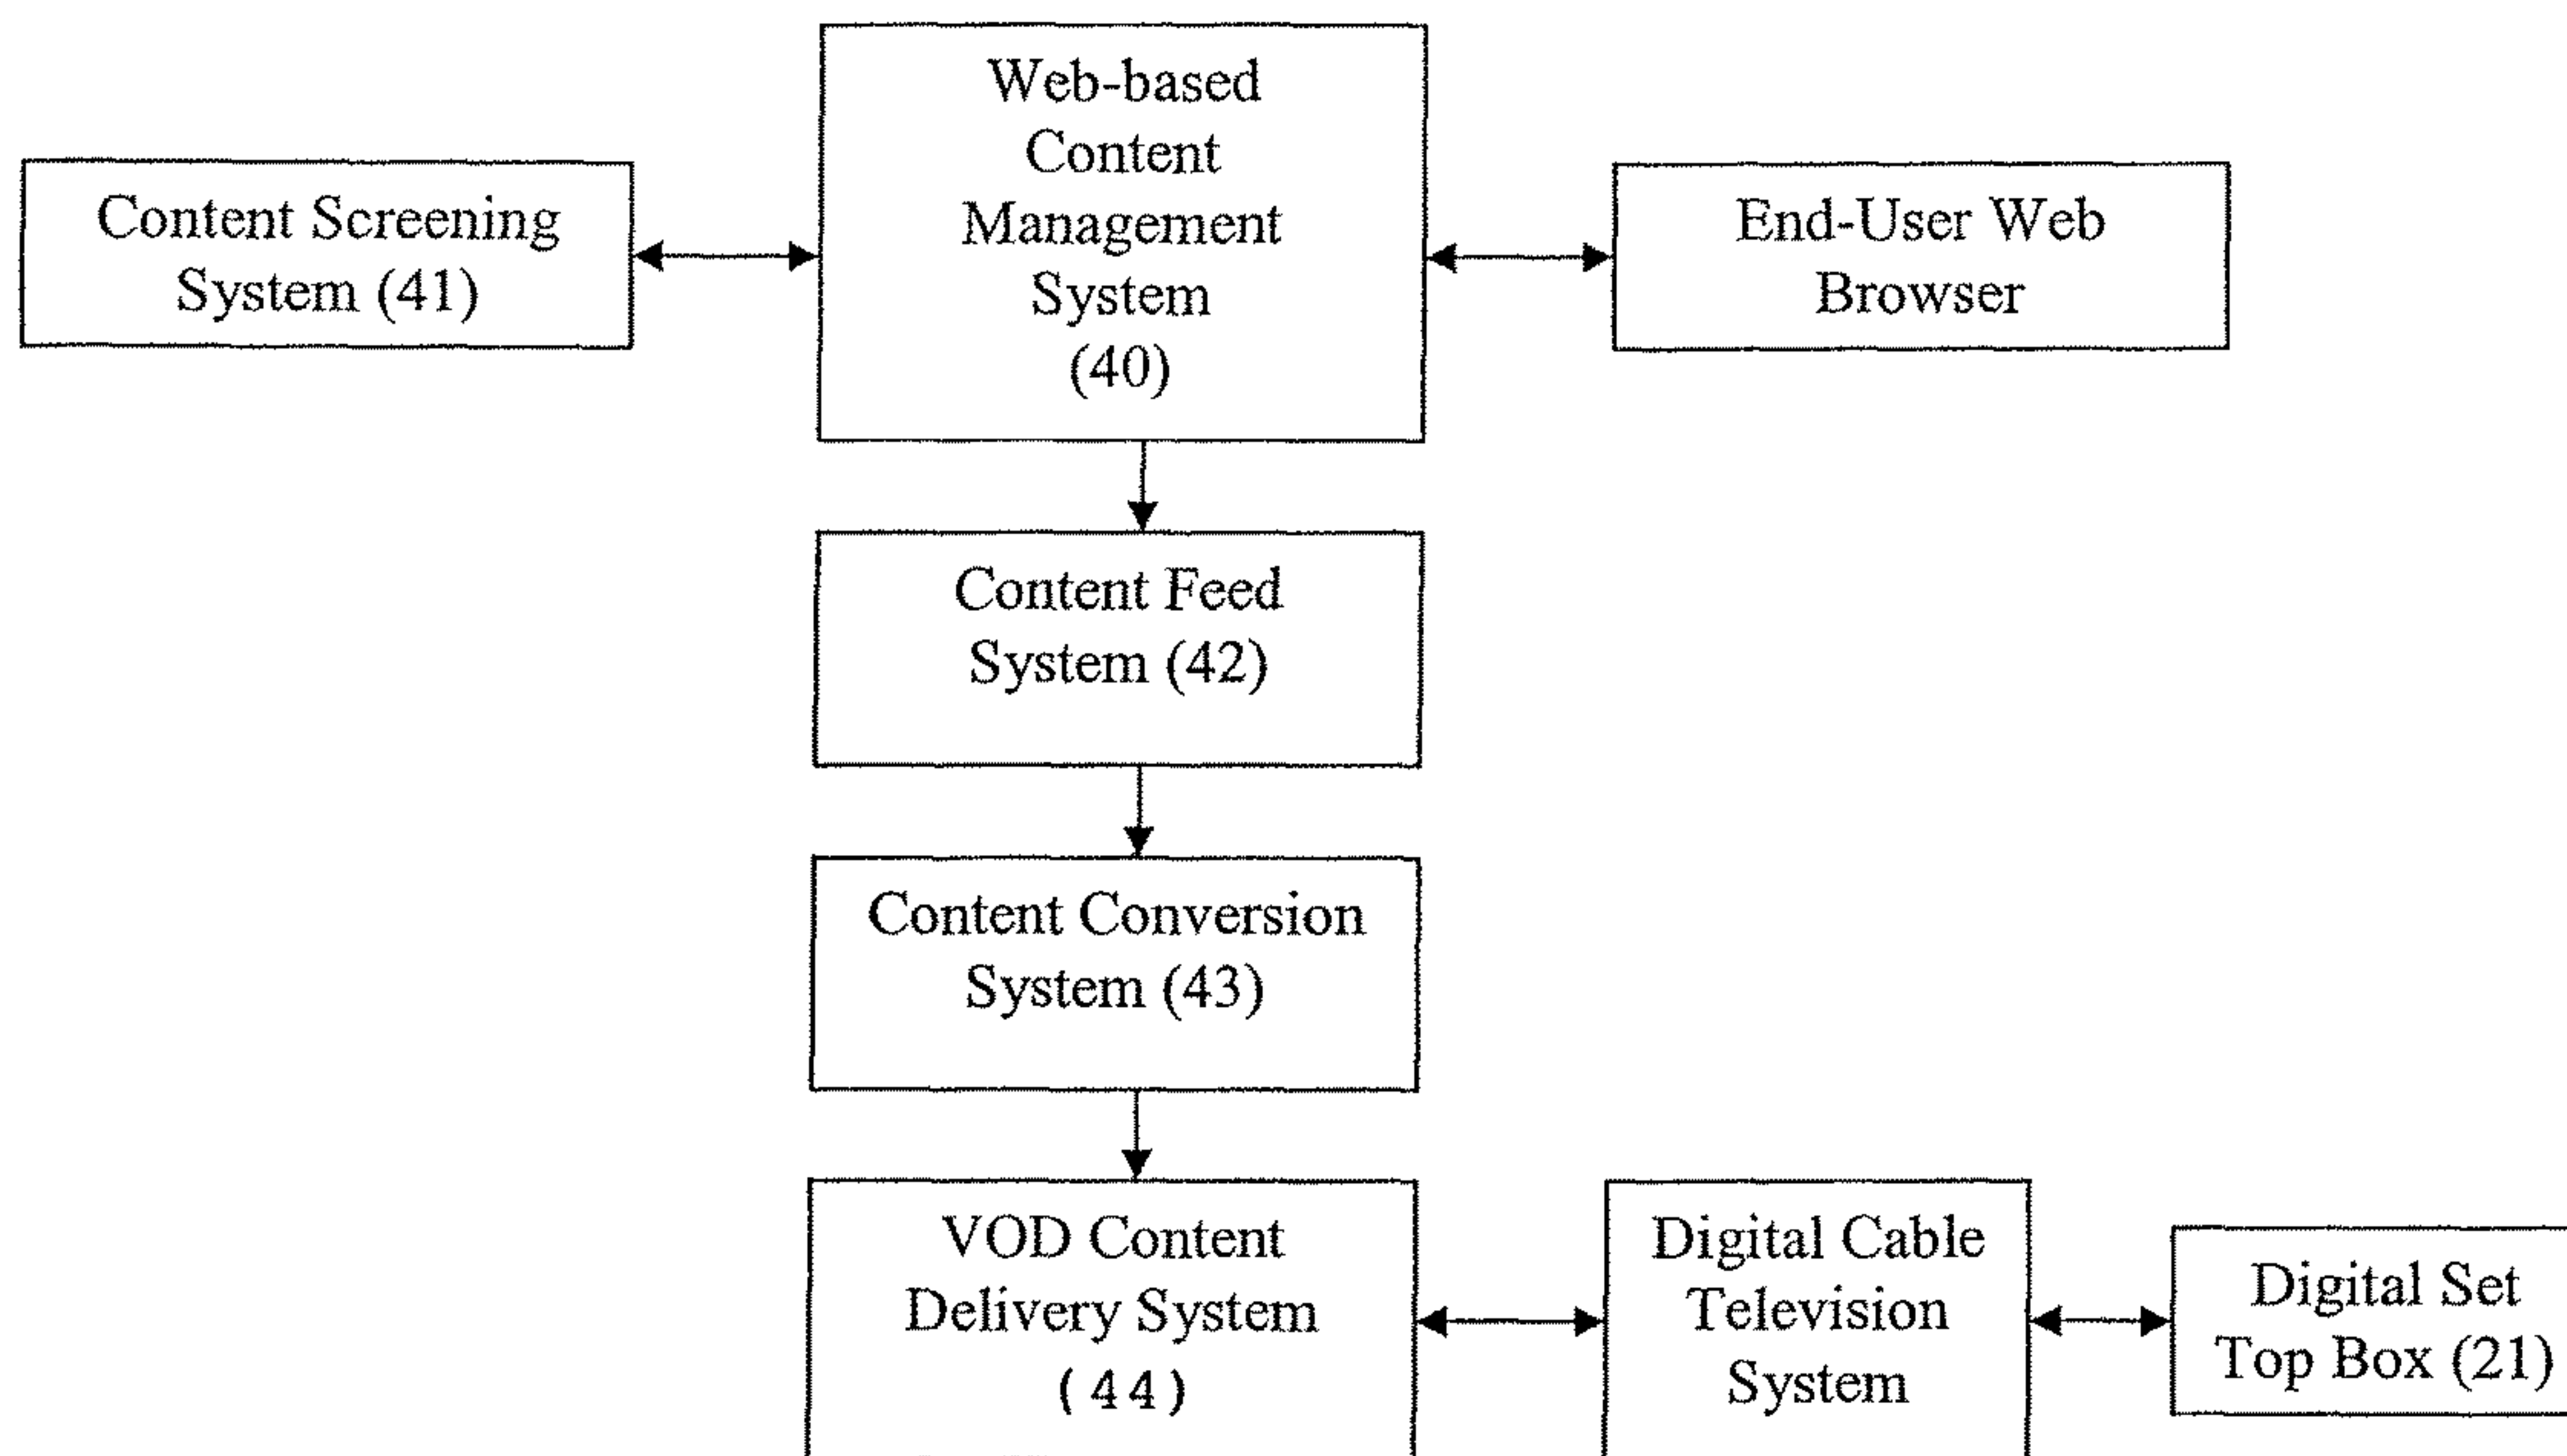 Web-based
Content
Management
System
(40)
Content Screening
System (41)
End-User Web
Browser
Content Feed
System (42)
Content Conversion
System (43)
VOD Content
Delivery System
(44)
Digital Cable
Television
System
Digital Set
Top Box (21)